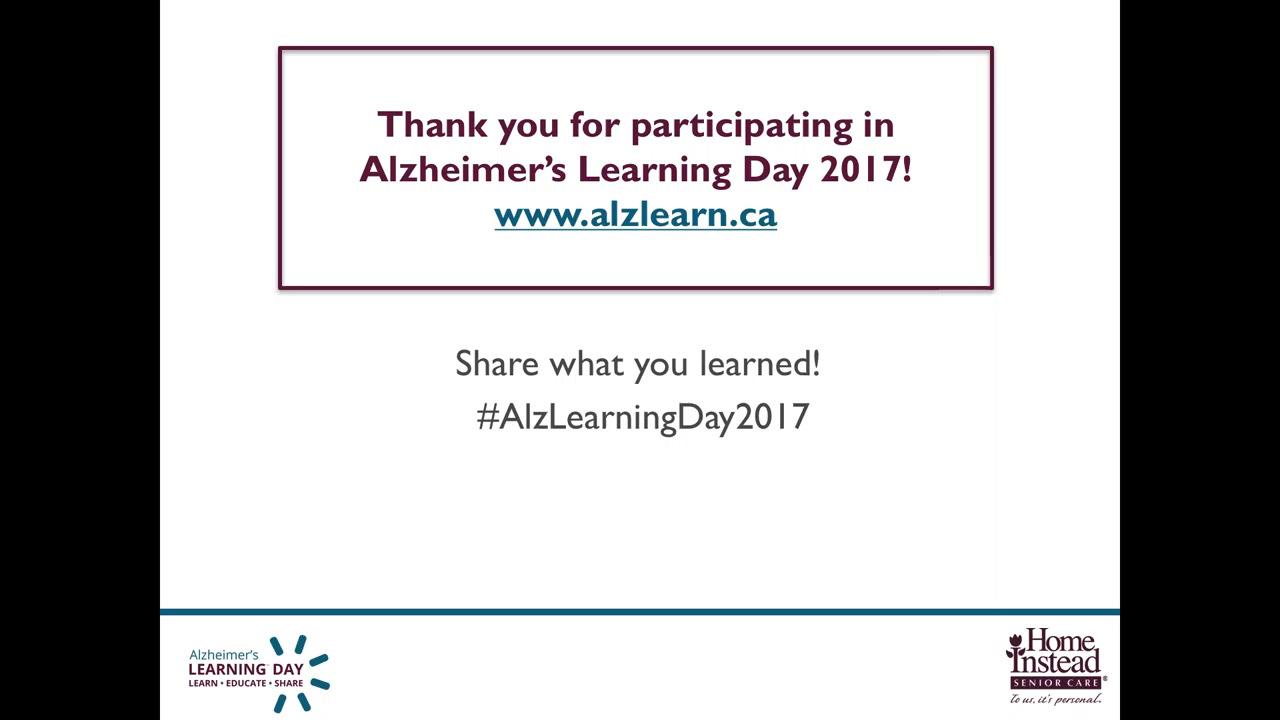 Thank you for participating in
Alzheimer’s Learning Day 2017!
www.alzlearn.ca
Share what you learned!
#AlzLearningDay2017
Alzheimer's
LEARNING DAY
LEARN • EDUCATE • SHARE
Home
Instead
SENIOR CARE®
To us, it's personal.